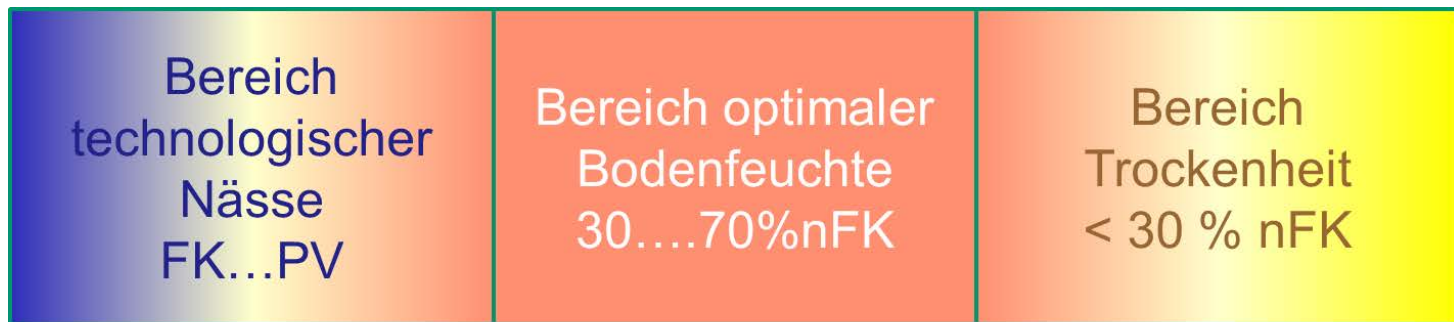 Bereich
technologischer
Nässe
FK…PV
Bereich optimaler
Bodenfeuchte
30….70%nFK
Bereich
Trockenheit
< 30 % nFK